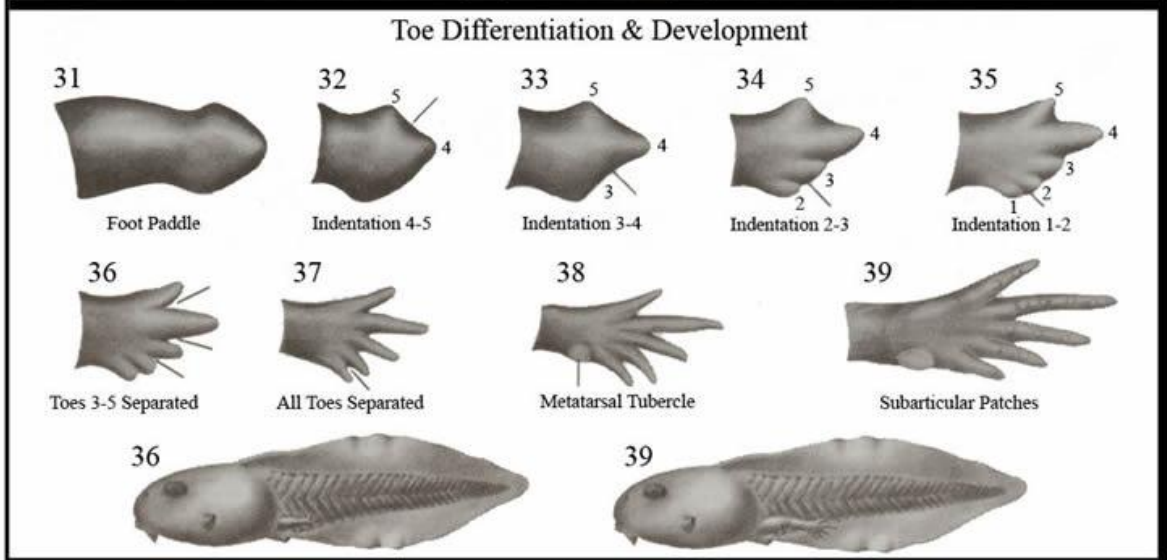 Toe Differentiation & Development
31
32
33
34
35
5
4
5
4
3
5
4
3
2
5
4
3
2
1
Foot Paddle
Indentation 4-5
Indentation 3-4
Indentation 2-3
Indentation 1-2
36
37
38
39
Toes 3-5 Separated
All Toes Separated
Metatarsal Tubercle
Subarticular Patches
36
39